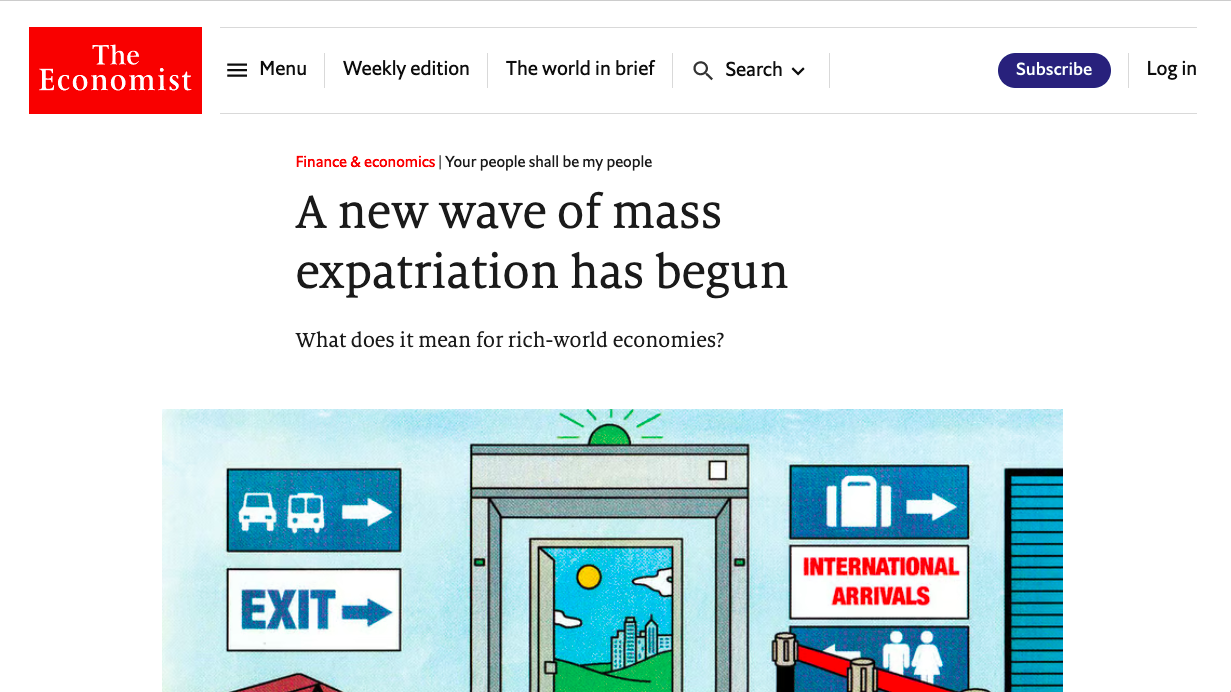 The
Economist
Menu
Weekly edition
The world in brief
Search
Subscribe
Log in
Finance & economics | Your people shall be my people
A new wave of mass
expatriation has begun
What does it mean for rich-world economies?
EXIT
INTERNATIONAL
ARRIVALS